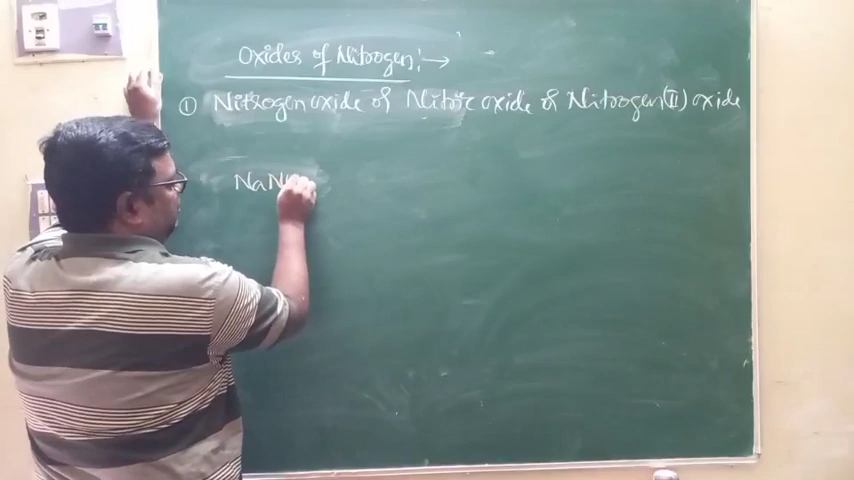 Oxides of Nitrogen:→
① Nitrogen oxide or Nitric oxide or Nitrogen(II) oxide
NaN